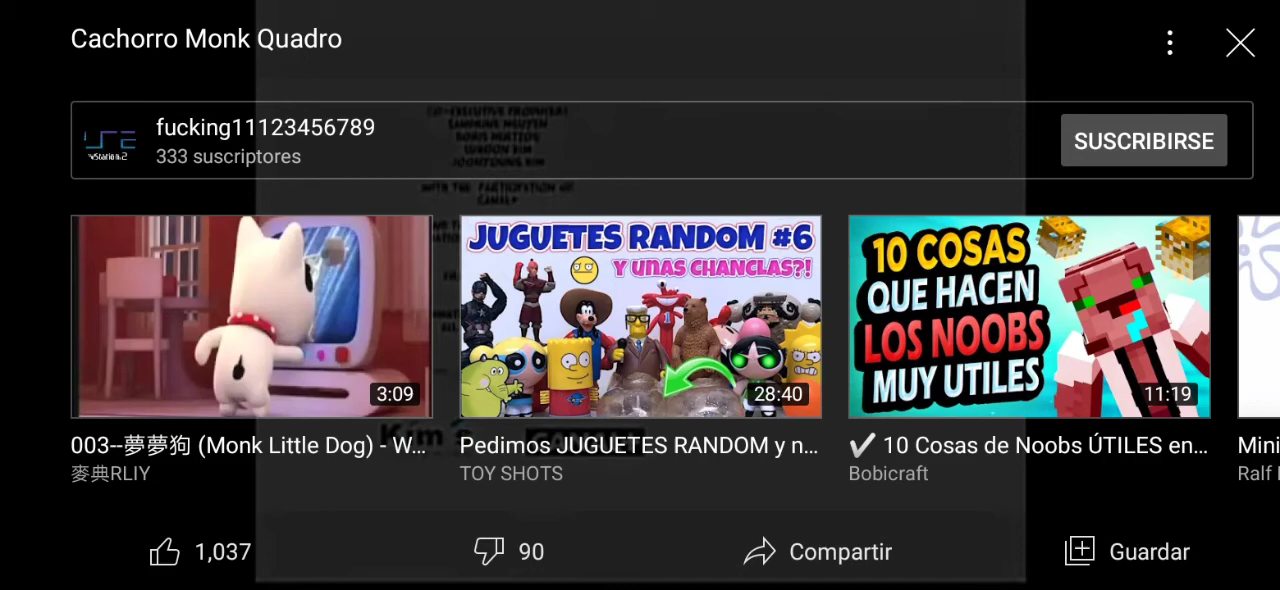 Cachorro Monk Quadro
fucking11123456789
333 suscriptores
SUSCRIBIRSE
JUGUETES RANDOM #6
Y UNAS CHANCLAS?!
10 COSAS
QUE HACEN
LOS NOOBS
MUY UTILES
3:09
28:40
11:19
003--夢夢狗 (Monk Little Dog) - W...
Pedimos JUGUETES RANDOM y n...
✔ 10 Cosas de Noobs ÚTILES en...
Mini
麥典RLIY
TOY SHOTS
Bobicraft
Ralf
1,037
90
Compartir
Guardar